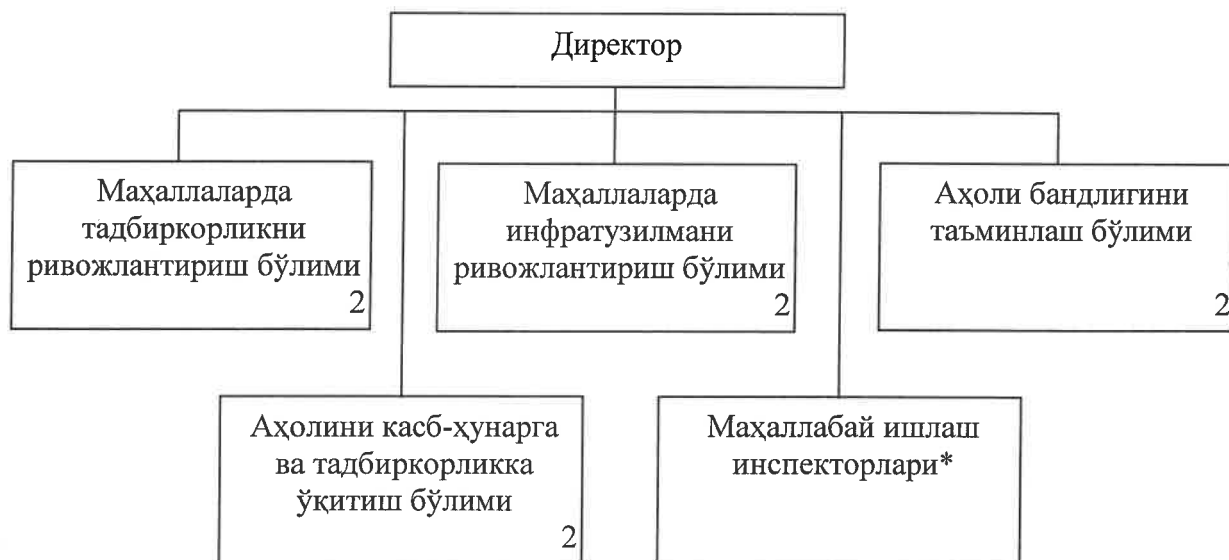 Директор
Маҳаллаларда
тадбиркорликни
ривожлантириш бўлими
2
Маҳаллаларда
инфратузилмани
ривожлантириш бўлими
2
Аҳоли бандлигини
таъминлаш бўлими
2
Аҳолини касб-ҳунарга
ва тадбиркорликка
ўқитиш бўлими
2
Маҳаллабай ишлаш
инспекторлари*